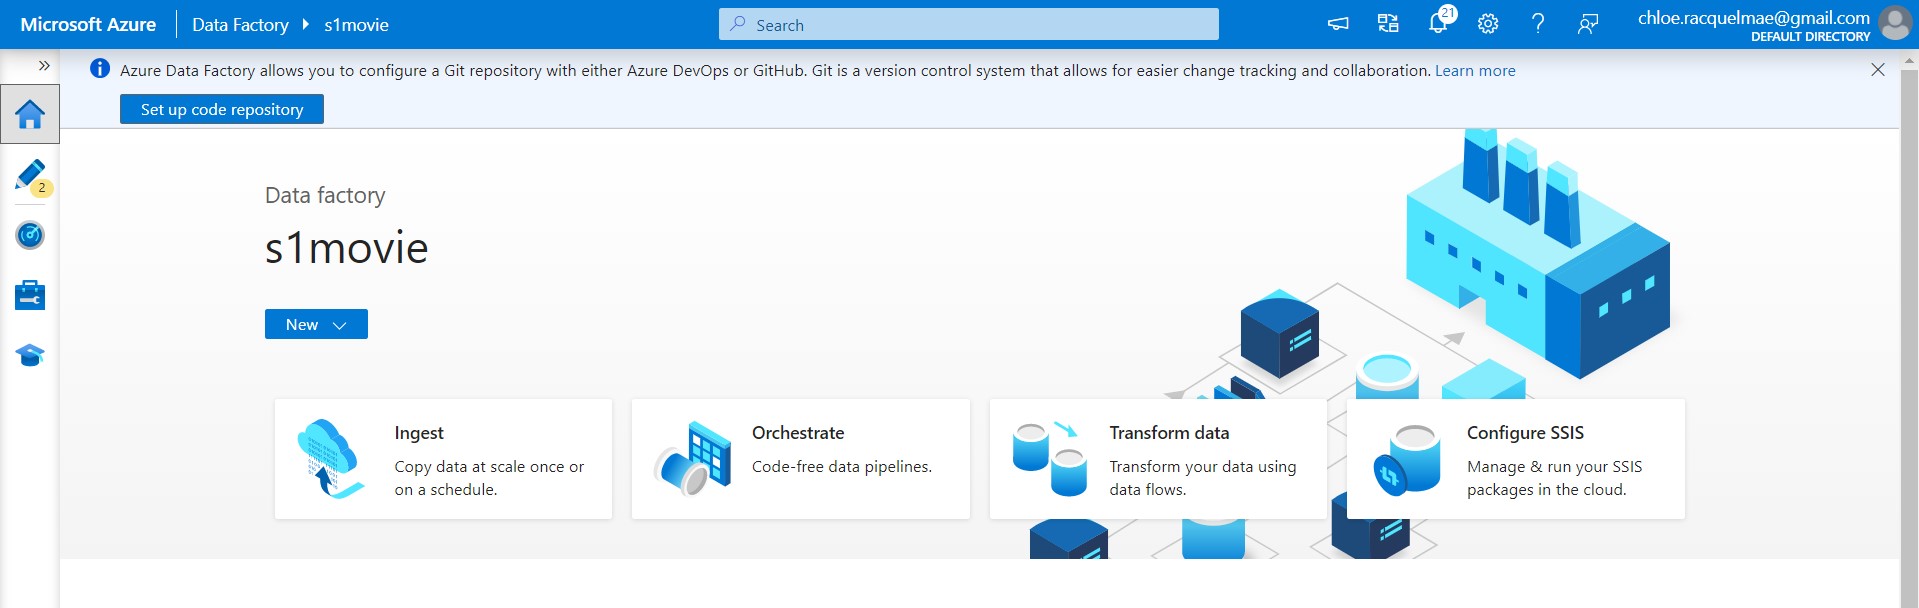 Microsoft Azure
Data Factory
s1movie
Search
21
chloe.racquelmae@gmail.com
DEFAULT DIRECTORY
Azure Data Factory allows you to configure a Git repository with either Azure DevOps or GitHub. Git is a version control system that allows for easier change tracking and collaboration. Learn more
Set up code repository
2
Data factory
s1movie
New
Ingest
Copy data at scale once or
on a schedule.
Orchestrate
Code-free data pipelines.
Transform data
Transform your data using
data flows.
Configure SSIS
Manage & run your SSIS
packages in the cloud.